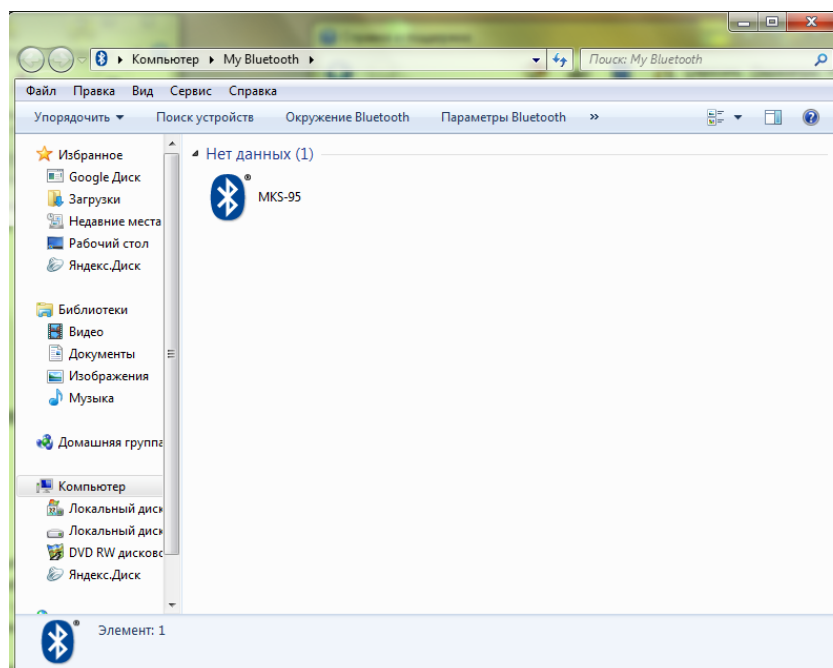 Компьютер ▸ My Bluetooth ▸
Поиск: My Bluetooth
Файл Правка Вид Сервис Справка
Упорядочить Поиск устройств Окружение Bluetooth Параметры Bluetooth »
Избранное
Google Диск
Загрузки
Недавние места
Рабочий стол
Яндекс.Диск
Библиотеки
Видео
Документы
Изображения
Музыка
Домашняя группа
Компьютер
Локальный диск
Локальный диск
DVD RW дисково
Яндекс.Диск
Нет данных (1)
MKS-95
Элемент: 1